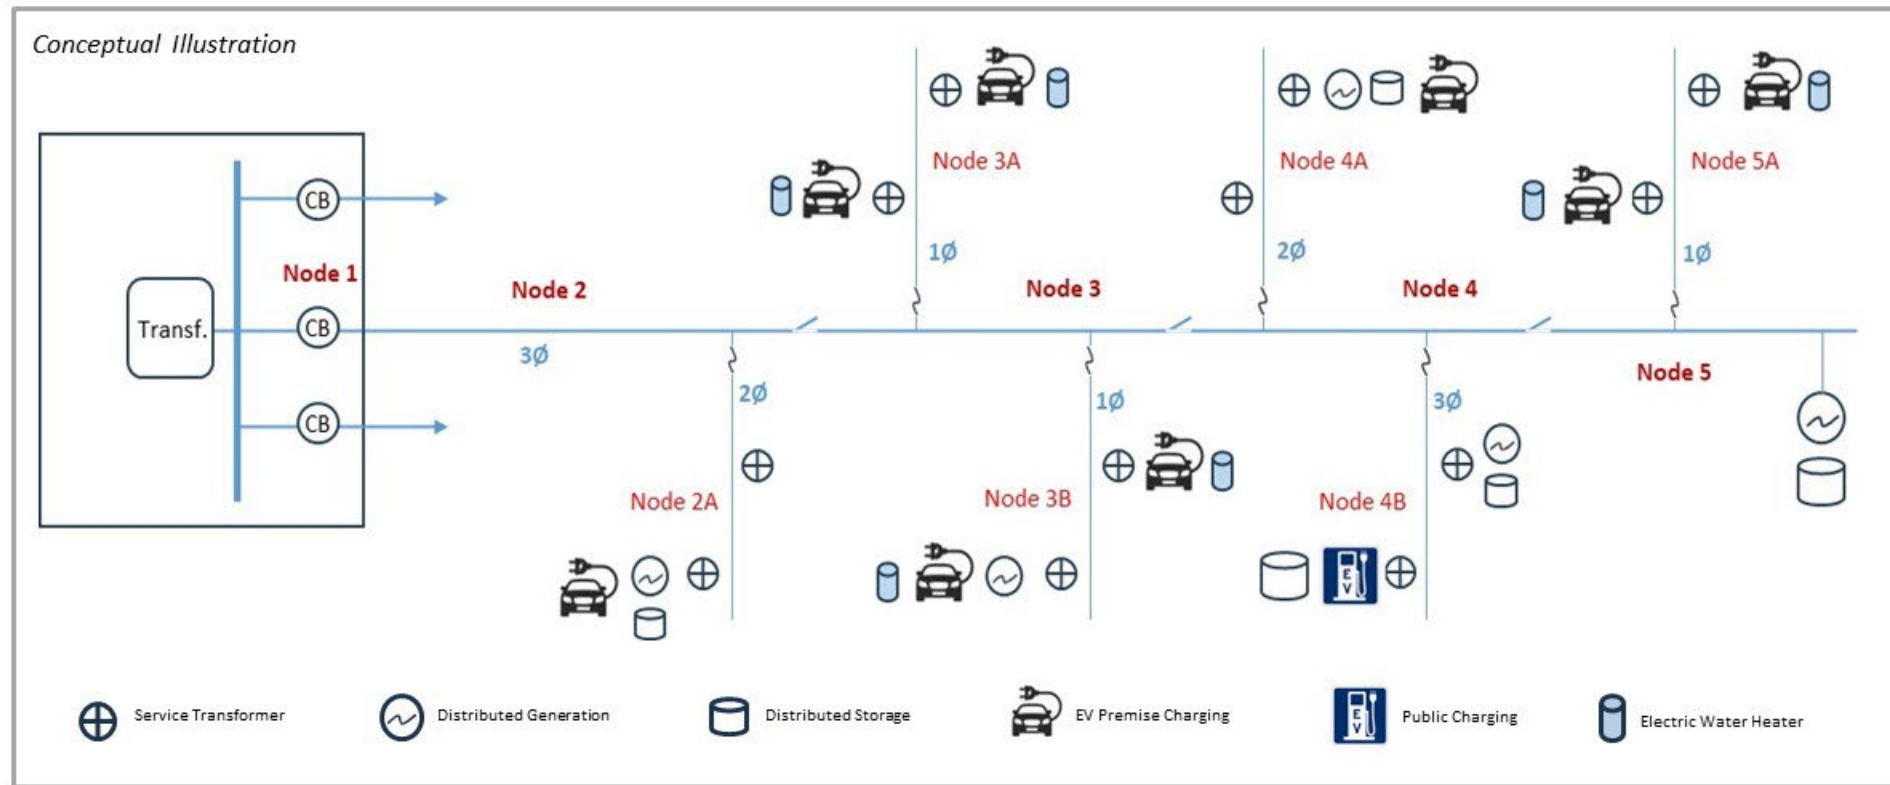 Conceptual Illustration
Node 3A
Node 4A
Node 5A
CB
1Ø
2Ø
1Ø
Node 1
Node 2
Node 3
Node 4
Transf.
CB
3Ø
Node 5
2Ø
1Ø
3Ø
CB
Node 2A
Node 3B
Node 4B
EV
Service Transformer
Distributed Generation
Distributed Storage
EV Premise Charging
EV
Public Charging
Electric Water Heater